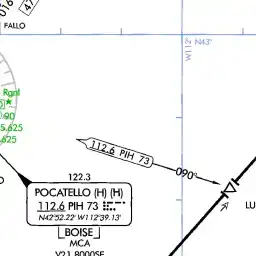 016
47
FALLO
W112° N43°
Rgnl
90
5.625
.625
112.6 PIH 73
090°
122.3
POCATELLO (H) (H)
112.6 PIH 73
N42°52.22' W112°39.13'
BOISE
MCA
V21 8000SE
LU